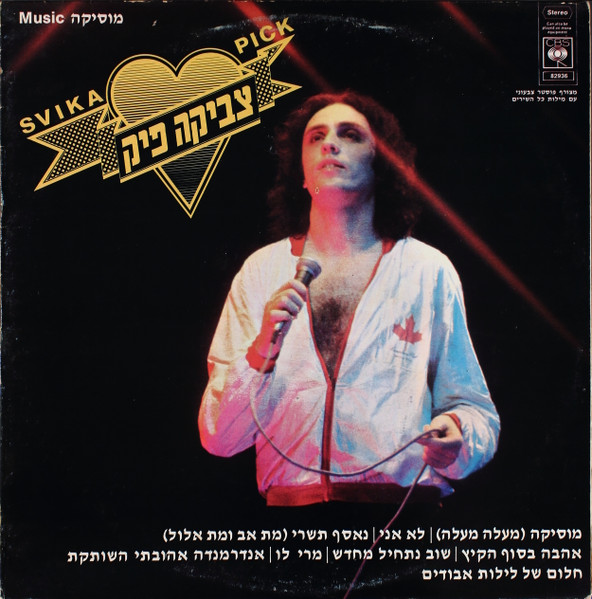 Music מוסיקה
SVIKA PICK
צביקה פיק
Stereo
CBS
82936
מצורף פוסטר צבעוני
עם מילות כל השירים
מוסיקה (מעלה מעלה) | לא אני | נאסף תשרי (מת אב ומת אלול)
אהבה בסוף הקיץ | שוב נתחיל מחדש | מרי לו | אנדרמנדה אהובתי השותקת
חלום של לילות אבודים